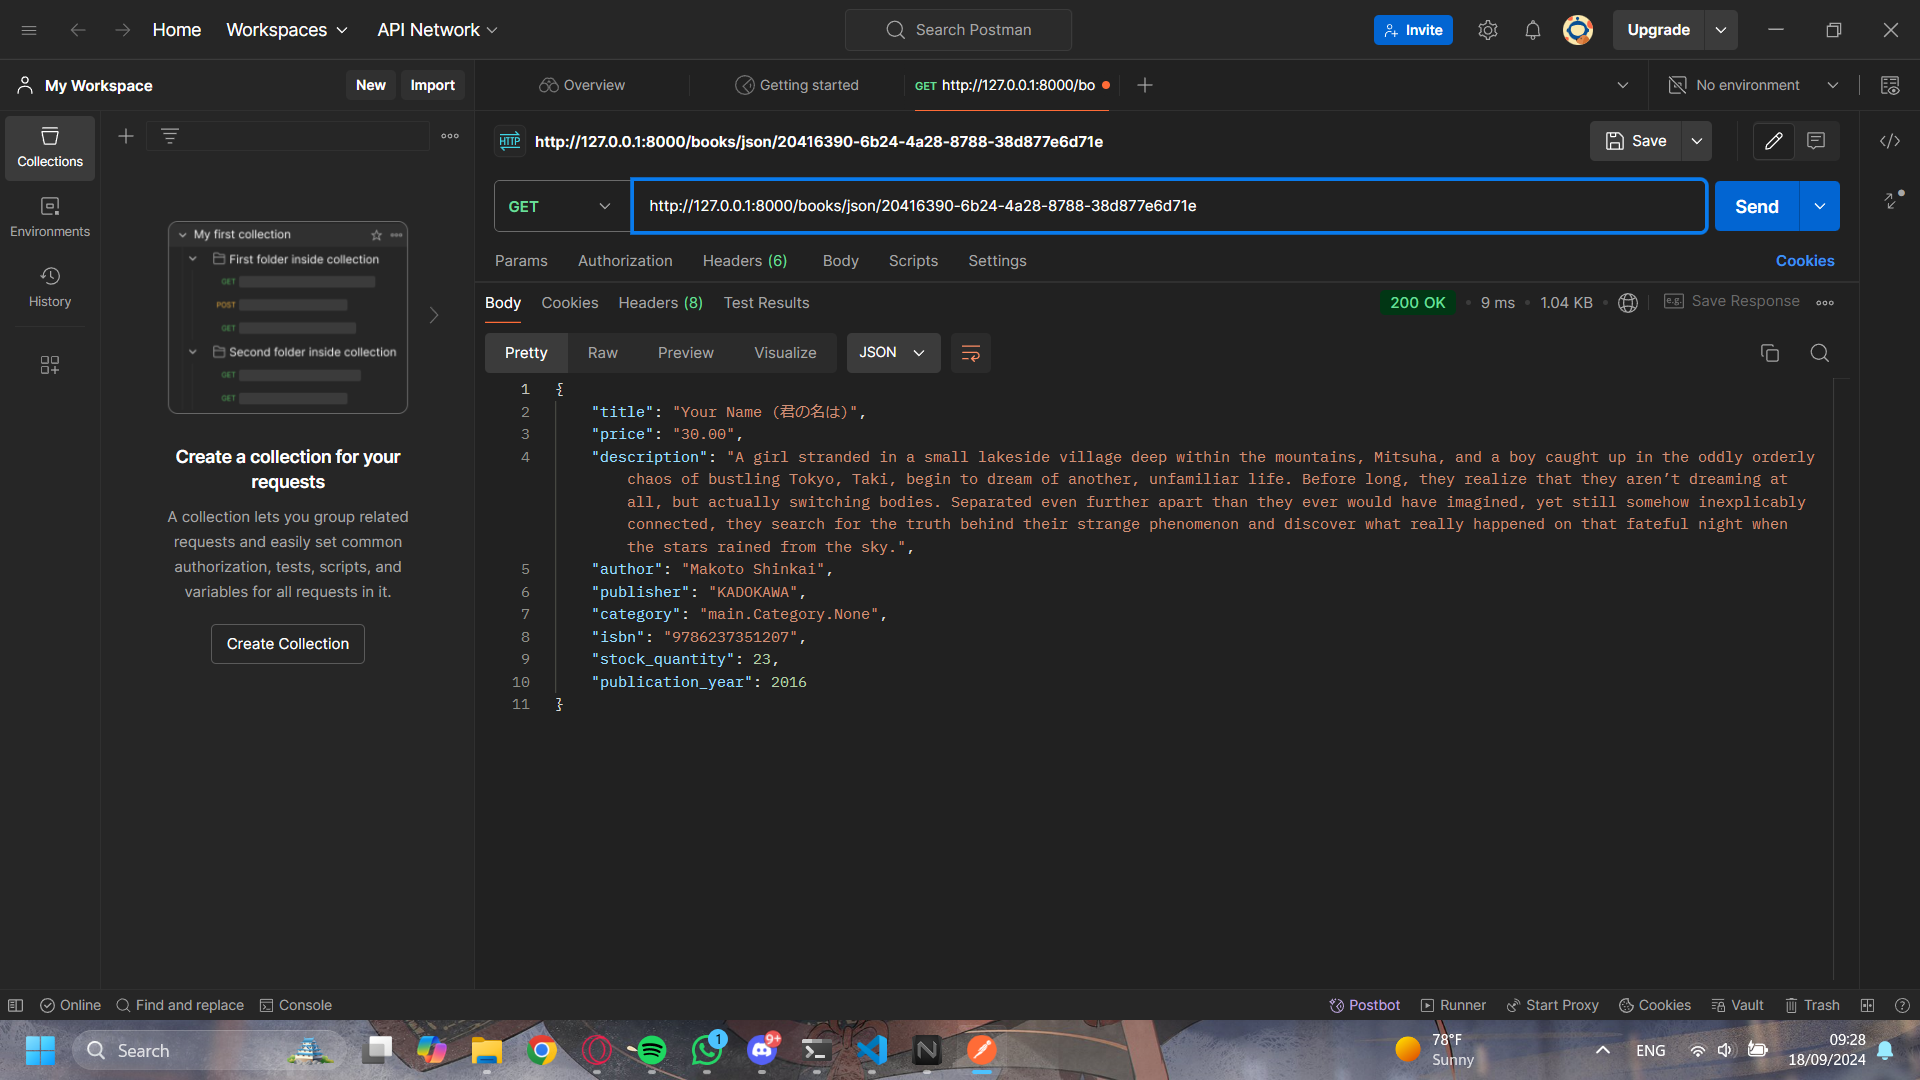 Home Workspaces API Network Search Postman Invite Upgrade
My Workspace New Import Overview Getting started GET http://127.0.0.1:8000/bo No environment
Collections
Environments
History
My first collection
First folder inside collection
GET
POST
GET
Second folder inside collection
GET
GET
Create a collection for your
requests
A collection lets you group related
requests and easily set common
authorization, tests, scripts, and
variables for all requests in it.
Create Collection
HTTP http://127.0.0.1:8000/books/json/20416390-6b24-4a28-8788-38d877e6d71e Save
GET http://127.0.0.1:8000/books/json/20416390-6b24-4a28-8788-38d877e6d71e Send
Params Authorization Headers (6) Body Scripts Settings Cookies
Body Cookies Headers (8) Test Results 200 OK 9 ms 1.04 KB e.g. Save Response
Pretty Raw Preview Visualize JSON
1 {
2 "title": "Your Name (君の名は)",
3 "price": "30.00",
4 "description": "A girl stranded in a small lakeside village deep within the mountains, Mitsuha, and a boy caught up in the oddly orderly
chaos of bustling Tokyo, Taki, begin to dream of another, unfamiliar life. Before long, they realize that they aren’t dreaming at
all, but actually switching bodies. Separated even further apart than they ever would have imagined, yet still somehow inexplicably
connected, they search for the truth behind their strange phenomenon and discover what really happened on that fateful night when
the stars rained from the sky.",
5 "author": "Makoto Shinkai",
6 "publisher": "KADOKAWA",
7 "category": "main.Category.None",
8 "isbn": "9786237351207",
9 "stock_quantity": 23,
10 "publication_year": 2016
11 }
Online Find and replace Console Postbot Runner Start Proxy Cookies Vault Trash
Search 1 9+ 78°F ENG 09:28
Sunny 18/09/2024